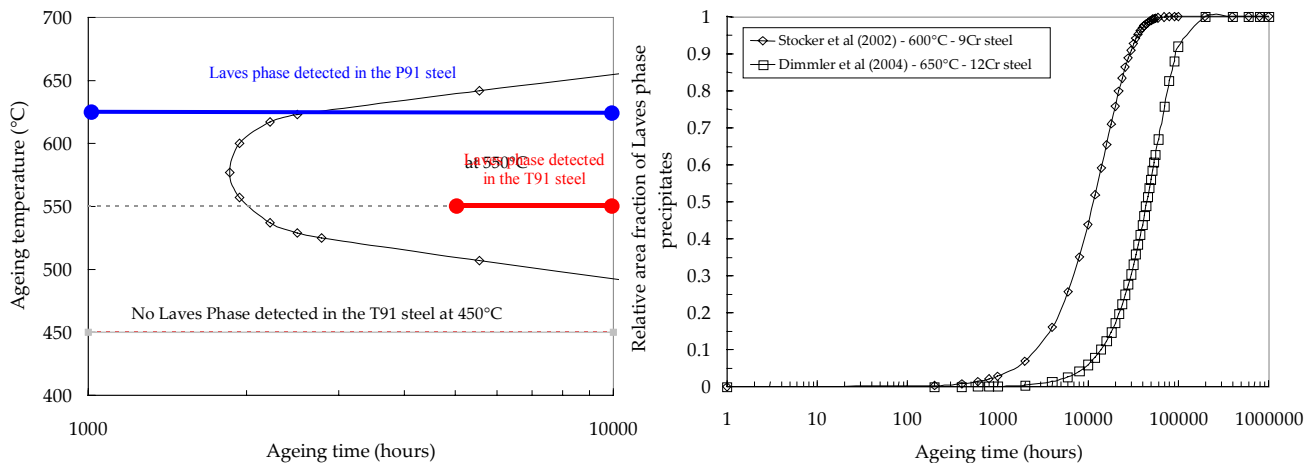 700
650
600
550
500
450
400
Ageing temperature (°C)
Laves phase detected in the P91 steel
at 550°C
Laves phase detected
in the T91 steel
No Laves Phase detected in the T91 steel at 450°C
1000
10000
Ageing time (hours)
Relative area fraction of Laves phase
precipitates
1
0.9
0.8
0.7
0.6
0.5
0.4
0.3
0.2
0.1
0
Stocker et al (2002) - 600°C - 9Cr steel
Dimmler et al (2004) - 650°C - 12Cr steel
1
10
100
1000
10000
100000
1000000
Ageing time (hours)